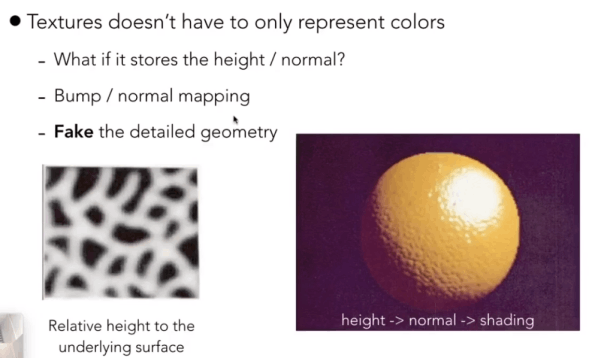 ● Textures doesn't have to only represent colors
- What if it stores the height / normal?
- Bump / normal mapping
- Fake the detailed geometry
height -> normal -> shading
Relative height to the
underlying surface